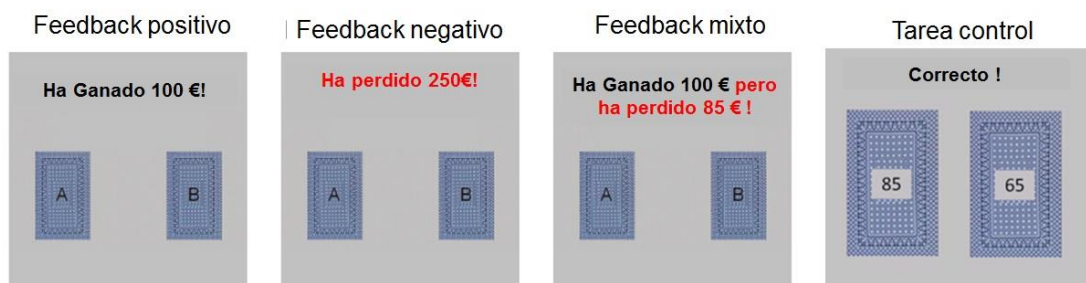 Feedback positivo
Ha Ganado 100 €!
A B
Feedback negativo
Ha perdido 250€!
A B
Feedback mixto
Ha Ganado 100 € pero
ha perdido 85 € !
A B
Tarea control
Correcto !
85 65